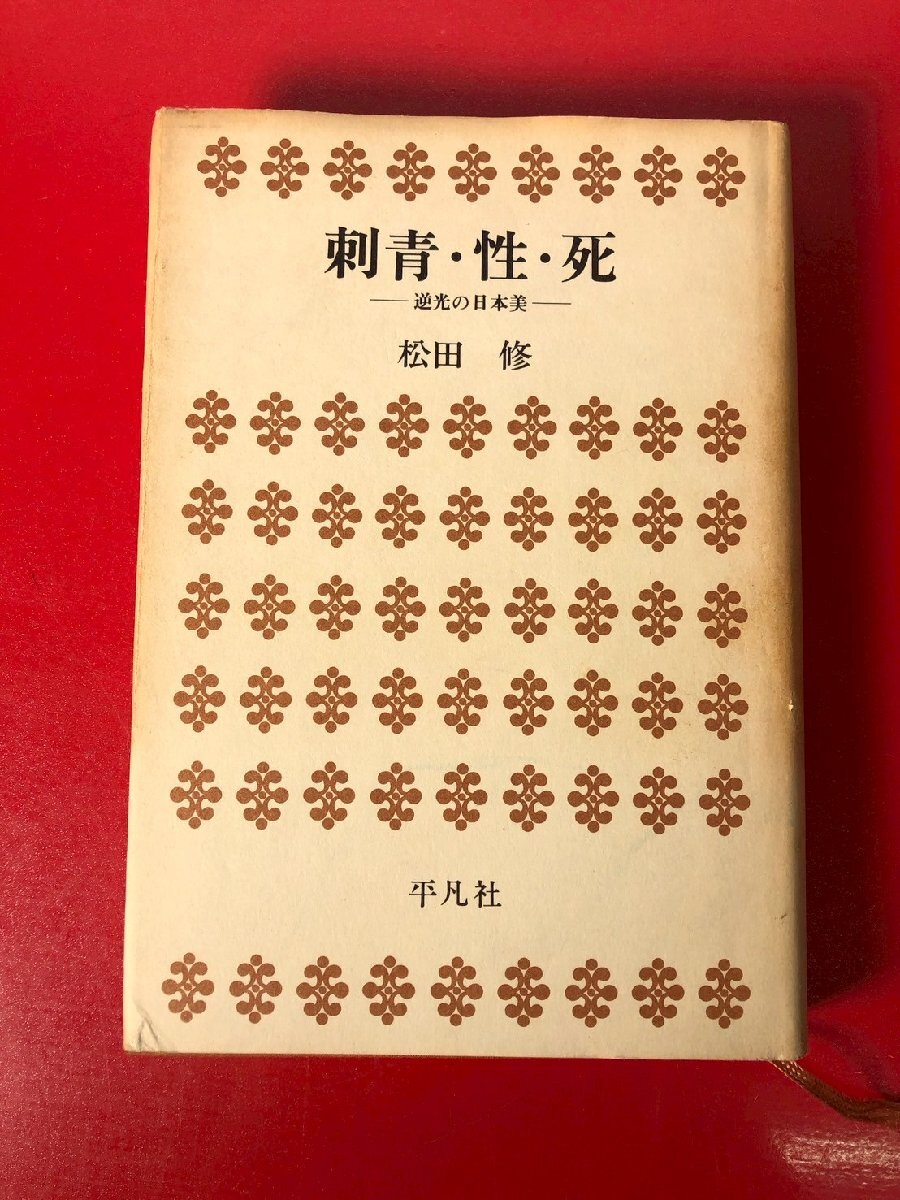 刺青・性・死
――逆光の日本美――
松田 修
平凡社